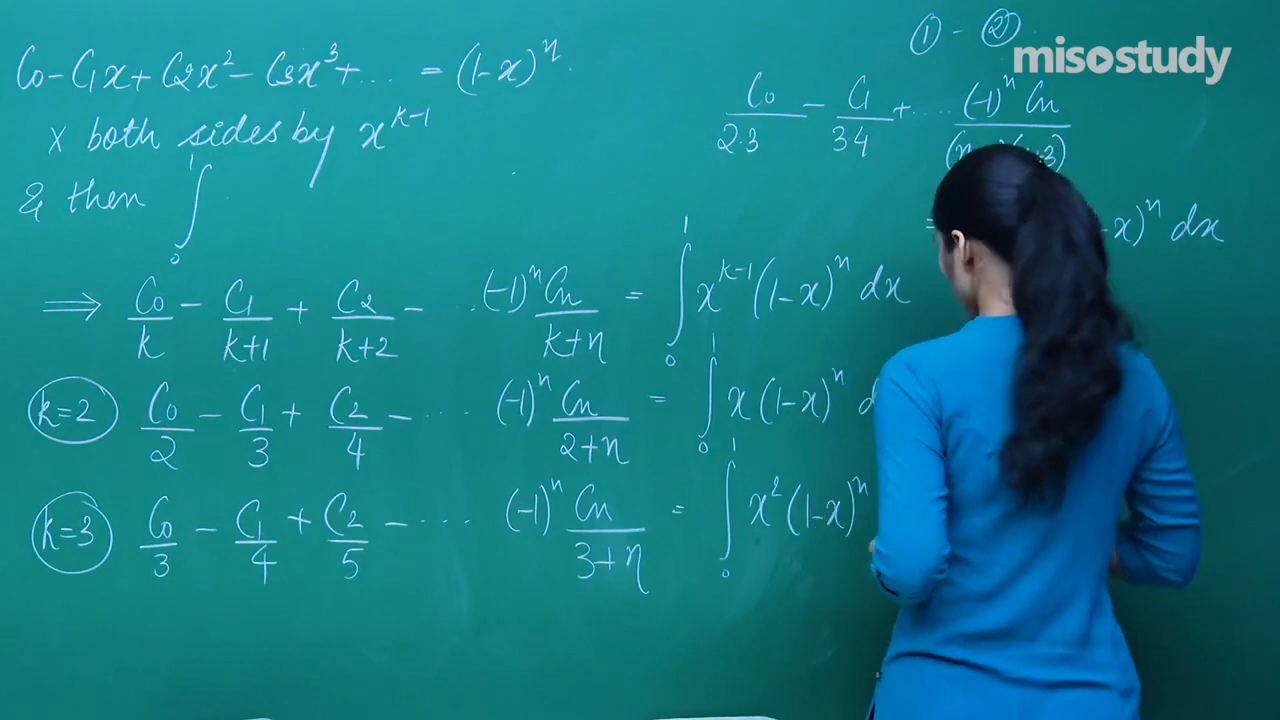 C₀ - C₁x + C₂x² - C₃x³ + ... = (1-x)ⁿ.
x both sides by x^(k-1)
& then ∫₀¹
⇒ C₀/k - C₁/(k+1) + C₂/(k+2) - ... (-1)ⁿ Cn/(k+n) = ∫₀¹ x^(k-1) (1-x)ⁿ dx
k=2 C₀/2 - C₁/3 + C₂/4 - .... (-1)ⁿ Cn/(2+n) = ∫₀¹ x(1-x)ⁿ
k=3 C₀/3 - C₁/4 + C₂/5 - .... (-1)ⁿ Cn/(3+n) = ∫₀¹ x² (1-x)ⁿ
① - ②
misostudy
C₀/2·3 - C₁/3·4 + .... (-1)ⁿ Cn
= x)ⁿ dx